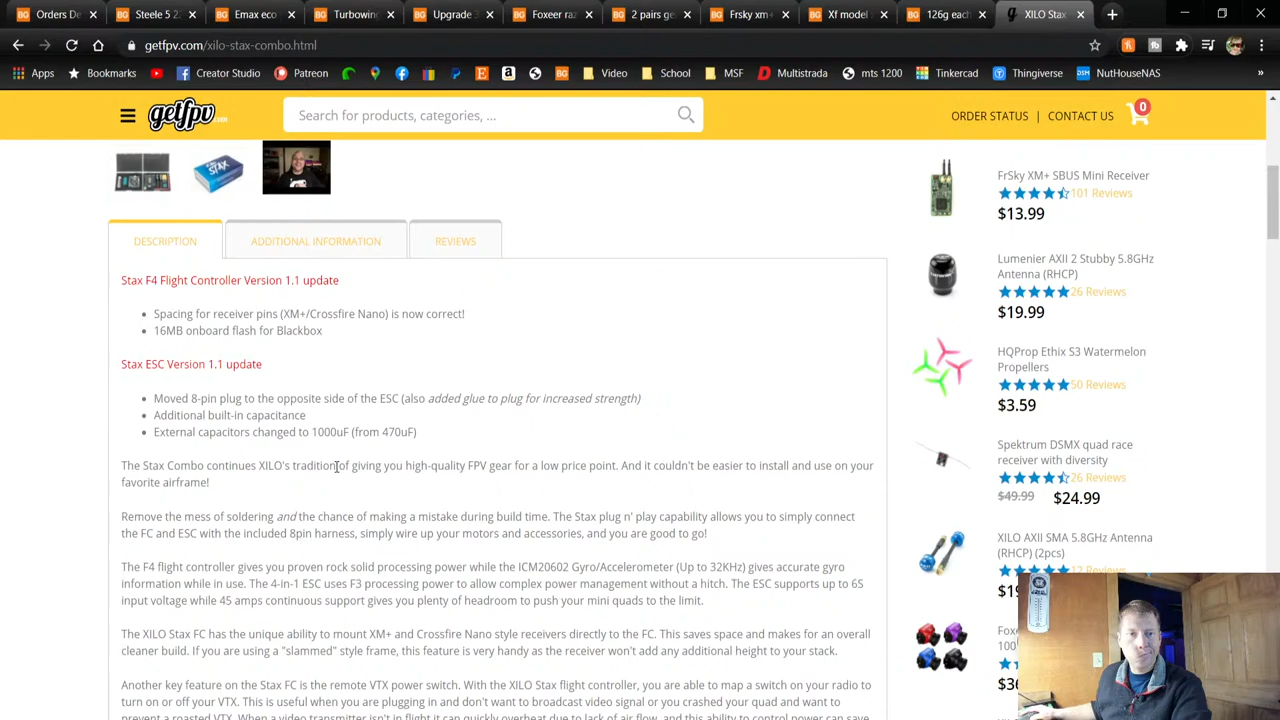 Orders De
Steele 5 22
Emax eco
Turbowing
Upgrade
Foxeer raz
2 pairs ge
Frsky xm+
Xf model
126g each
XILO Stax
getfpv.com/xilo-stax-combo.html
Apps
Bookmarks
Creator Studio
Patreon
Video
School
MSF
Multistrada
mts 1200
Tinkercad
Thingiverse
NutHouseNAS
getfpv.com
Search for products, categories, ...
ORDER STATUS | CONTACT US
0
DESCRIPTION
ADDITIONAL INFORMATION
REVIEWS
Stax F4 Flight Controller Version 1.1 update
• Spacing for receiver pins (XM+/Crossfire Nano) is now correct!
• 16MB onboard flash for Blackbox
Stax ESC Version 1.1 update
• Moved 8-pin plug to the opposite side of the ESC (also added glue to plug for increased strength)
• Additional built-in capacitance
• External capacitors changed to 1000uF (from 470uF)
The Stax Combo continues XILO's tradition of giving you high-quality FPV gear for a low price point. And it couldn't be easier to install and use on your
favorite airframe!
Remove the mess of soldering and the chance of making a mistake during build time. The Stax plug n' play capability allows you to simply connect
the FC and ESC with the included 8pin harness, simply wire up your motors and accessories, and you are good to go!
The F4 flight controller gives you proven rock solid processing power while the ICM20602 Gyro/Accelerometer (Up to 32KHz) gives accurate gyro
information while in use. The 4-in-1 ESC uses F3 processing power to allow complex power management without a hitch. The ESC supports up to 6S
input voltage while 45 amps continuous support gives you plenty of headroom to push your mini quads to the limit.
The XILO Stax FC has the unique ability to mount XM+ and Crossfire Nano style receivers directly to the FC. This saves space and makes for an overall
cleaner build. If you are using a "slammed" style frame, this feature is very handy as the receiver won't add any additional height to your stack.
Another key feature on the Stax FC is the remote VTX power switch. With the XILO Stax flight controller, you are able to map a switch on your radio to
turn on or off your VTX. This is useful when you are plugging in and don't want to broadcast video signal or you crashed your quad and want to
prevent a roasted VTX. When a video transmitter isn't in flight it can quickly overheat due to lack of air flow, and this ability to control power can save
FrSky XM+ SBUS Mini Receiver
101 Reviews
$13.99
Lumenier AXII 2 Stubby 5.8GHz
Antenna (RHCP)
26 Reviews
$19.99
HQProp Ethix S3 Watermelon
Propellers
50 Reviews
$3.59
Spektrum DSMX quad race
receiver with diversity
26 Reviews
$49.99 $24.99
XILO AXII SMA 5.8GHz Antenna
(RHCP) (2pcs)
12 Reviews